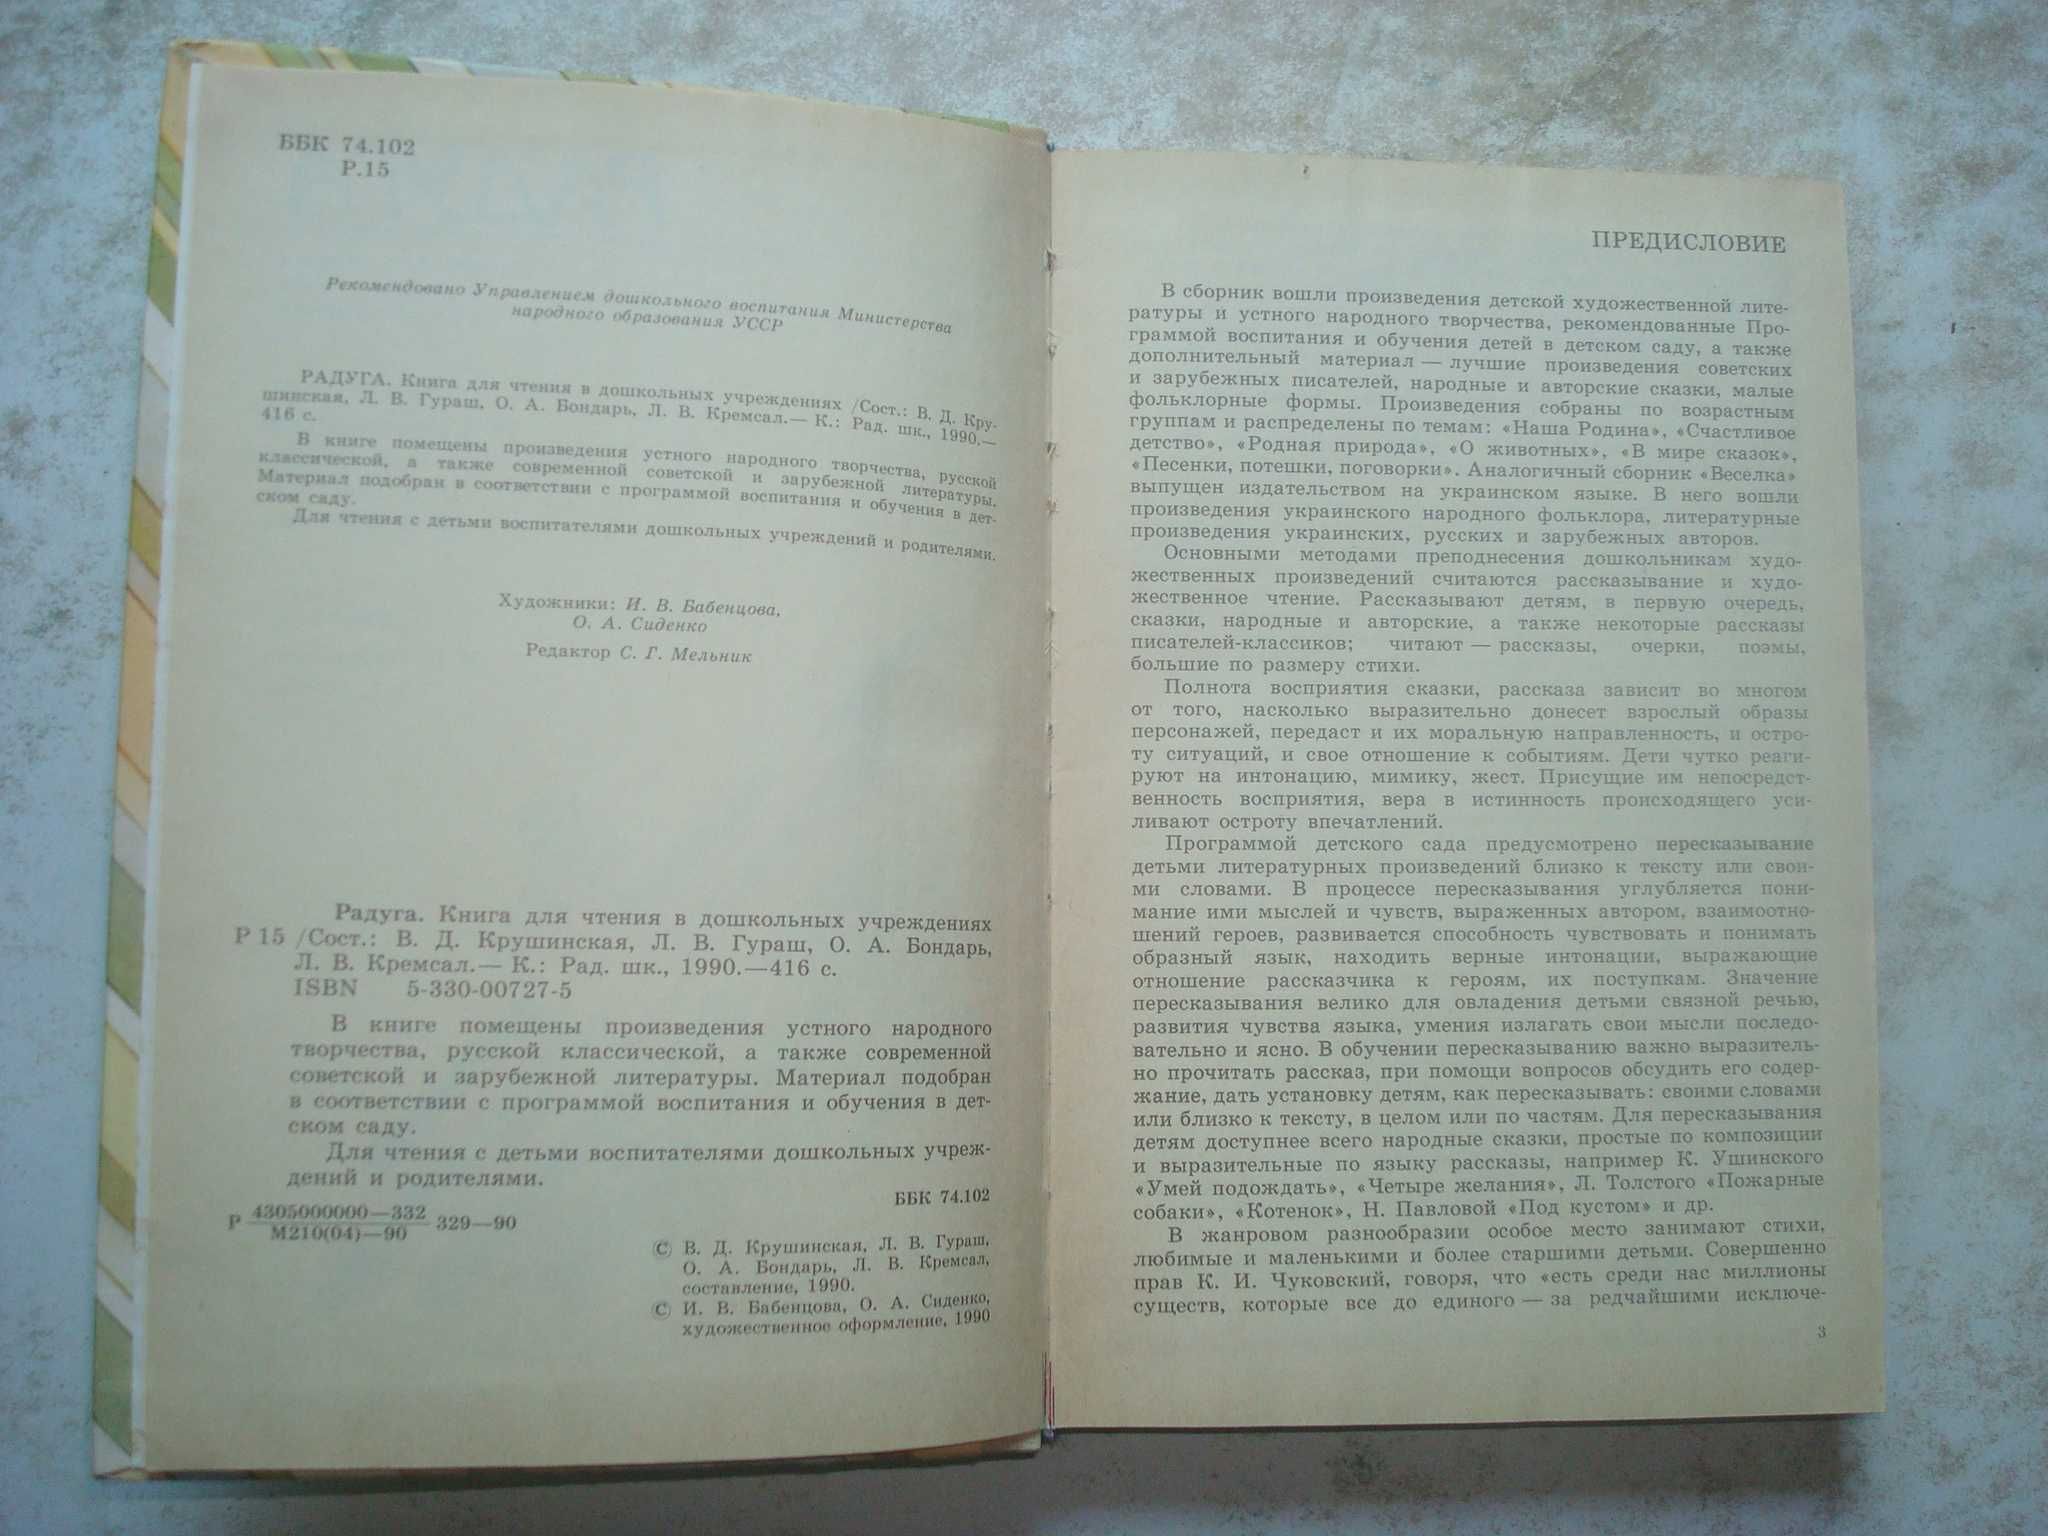 ББК 74.102
Р.15
Рекомендовано Управлением дошкольного воспитания Министерства
народного образования УССР
РАДУГА. Книга для чтения в дошкольных учреждениях /Сост.: В. Д. Кру-
шинская, Л. В. Гураш, О. А. Бондарь, Л. В. Кремсал.— К.: Рад. шк., 1990.—
416 с.
В книге помещены произведения устного народного творчества, русской
классической, а также современной советской и зарубежной литературы.
Материал подобран в соответствии с программой воспитания и обучения в дет-
ском саду.
Для чтения с детьми воспитателями дошкольных учреждений и родителями.
Художники: И. В. Бабенцова,
О. А. Сиденко
Редактор С. Г. Мельник
Радуга. Книга для чтения в дошкольных учреждениях
Р 15 /Сост.: В. Д. Крушинская, Л. В. Гураш, О. А. Бондарь,
Л. В. Кремсал.— К.: Рад. шк., 1990.—416 с.
ISBN 5-330-00727-5
В книге помещены произведения устного народного
творчества, русской классической, а также современной
советской и зарубежной литературы. Материал подобран
в соответствии с программой воспитания и обучения в дет-
ском саду.
Для чтения с детьми воспитателями дошкольных учреж-
дений и родителями.
ББК 74.102
Р 4305000000—332 329—90
М210(04)—90
© В. Д. Крушинская, Л. В. Гураш,
О. А. Бондарь, Л. В. Кремсал,
составление, 1990.
© И. В. Бабенцова, О. А. Сиденко,
художественное оформление, 1990
ПРЕДИСЛОВИЕ
В сборник вошли произведения детской художественной лите-
ратуры и устного народного творчества, рекомендованные Про-
граммой воспитания и обучения детей в детском саду, а также
дополнительный материал — лучшие произведения советских
и зарубежных писателей, народные и авторские сказки, малые
фольклорные формы. Произведения собраны по возрастным
группам и распределены по темам: «Наша Родина», «Счастливое
детство», «Родная природа», «О животных», «В мире сказок»,
«Песенки, потешки, поговорки». Аналогичный сборник «Веселка»
выпущен издательством на украинском языке. В него вошли
произведения украинского народного фольклора, литературные
произведения украинских, русских и зарубежных авторов.
Основными методами преподнесения дошкольникам худо-
жественных произведений считаются рассказывание и худо-
жественное чтение. Рассказывают детям, в первую очередь,
сказки, народные и авторские, а также некоторые рассказы
писателей-классиков; читают — рассказы, очерки, поэмы,
большие по размеру стихи.
Полнота восприятия сказки, рассказа зависит во многом
от того, насколько выразительно донесет взрослый образы
персонажей, передаст и их моральную направленность, и остро-
ту ситуаций, и свое отношение к событиям. Дети чутко реаги-
руют на интонацию, мимику, жест. Присущие им непосредст-
венность восприятия, вера в истинность происходящего уси-
ливают остроту впечатлений.
Программой детского сада предусмотрено пересказывание
детьми литературных произведений близко к тексту или свои-
ми словами. В процессе пересказывания углубляется пони-
мание ими мыслей и чувств, выраженных автором, взаимоотно-
шений героев, развивается способность чувствовать и понимать
образный язык, находить верные интонации, выражающие
отношение рассказчика к героям, их поступкам. Значение
пересказывания велико для овладения детьми связной речью,
развития чувства языка, умения излагать свои мысли последо-
вательно и ясно. В обучении пересказыванию важно выразитель-
но прочитать рассказ, при помощи вопросов обсудить его содер-
жание, дать установку детям, как пересказывать: своими словами
или близко к тексту, в целом или по частям. Для пересказывания
детям доступнее всего народные сказки, простые по композиции
и выразительные по языку рассказы, например К. Ушинского
«Умей подождать», «Четыре желания», Л. Толстого «Пожарные
собаки», «Котенок», Н. Павловой «Под кустом» и др.
В жанровом разнообразии особое место занимают стихи,
любимые и маленькими и более старшими детьми. Совершенно
прав К. И. Чуковский, говоря, что «есть среди нас миллионы
существ, которые все до единого — за редчайшими исключе-
3